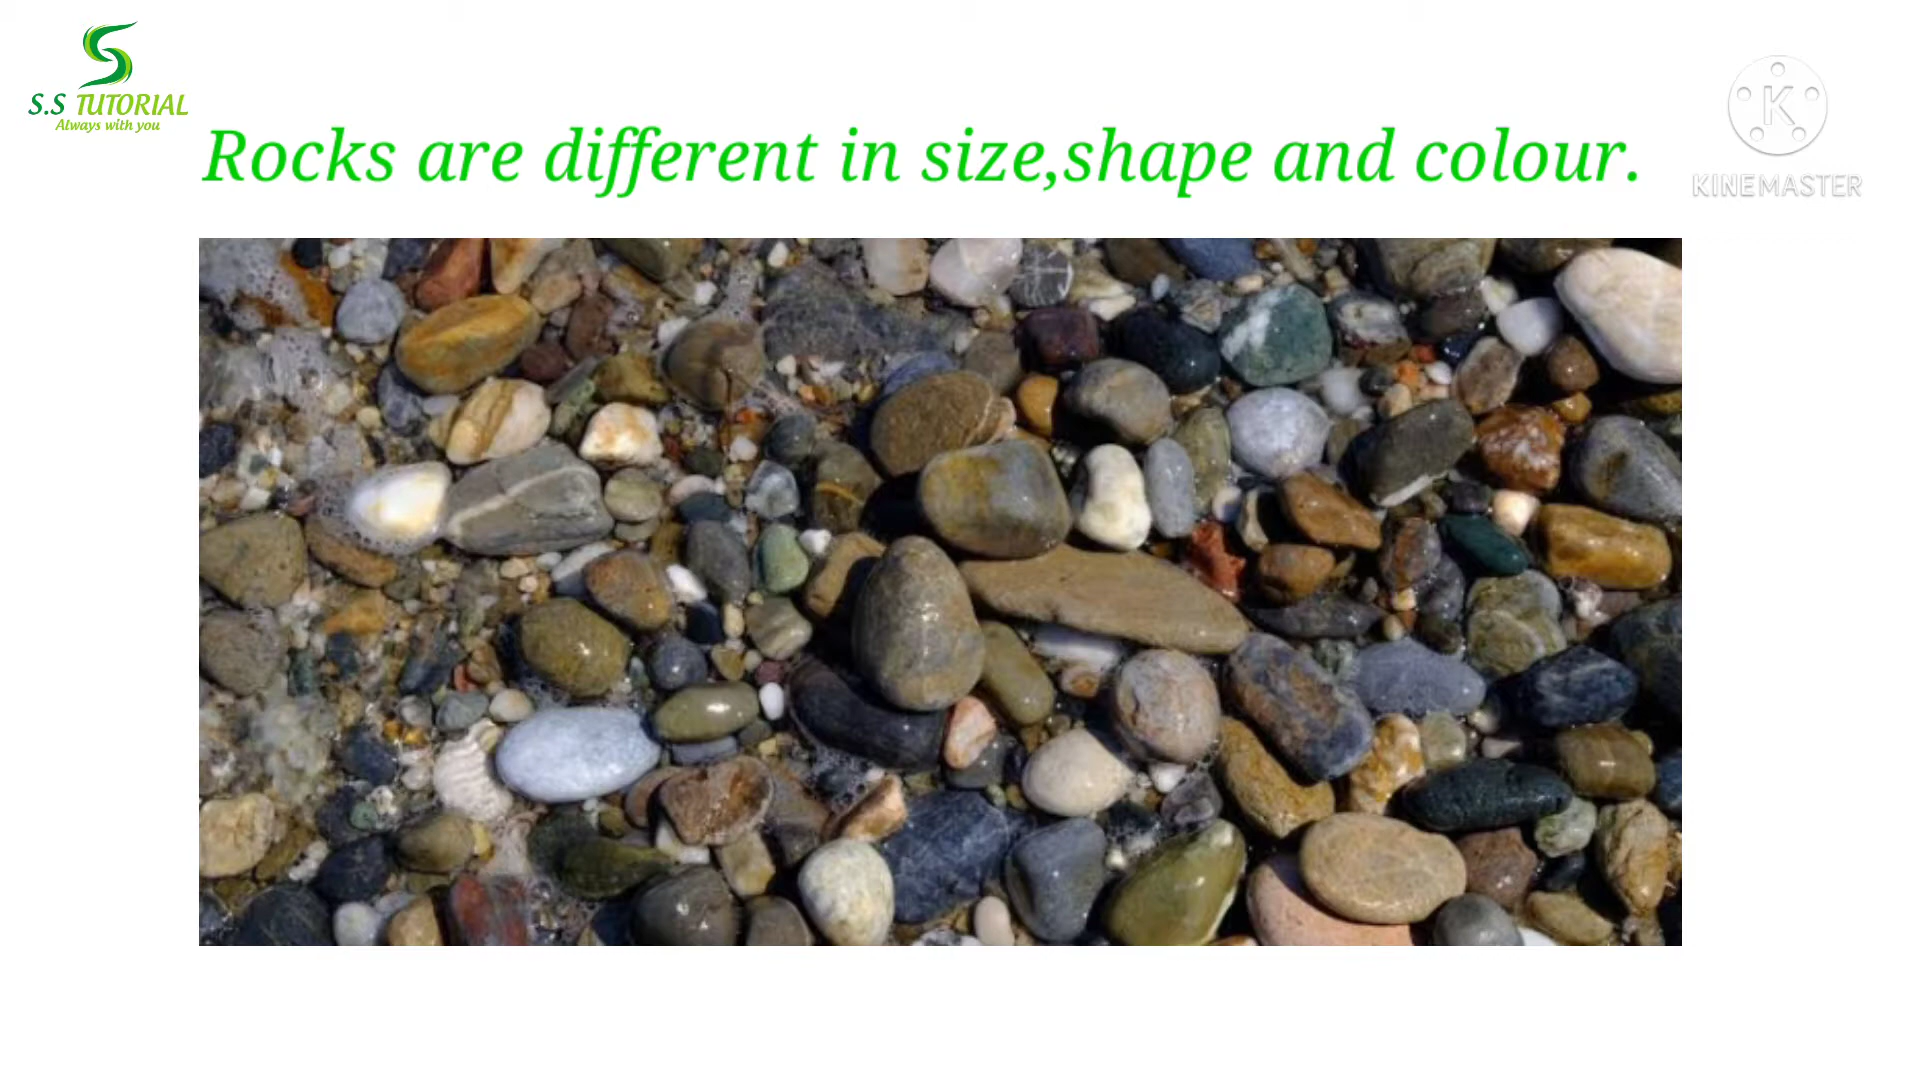 S.S TUTORIAL
Always with you
Rocks are different in size,shape and colour.
K
KINEMASTER